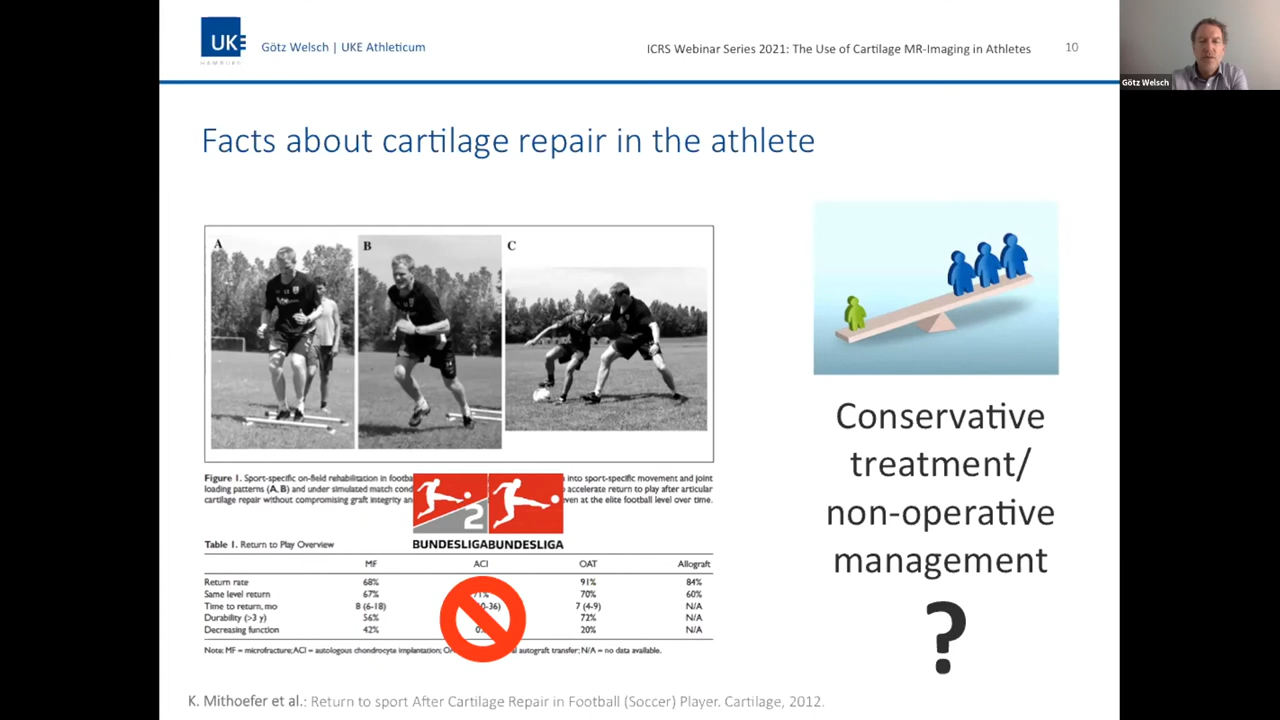 UKE
HAMBURG
Götz Welsch | UKE Athleticum
ICRS Webinar Series 2021: The Use of Cartilage MR-Imaging in Athletes
10
Götz Welsch
Facts about cartilage repair in the athlete
A
B
C
Figure 1. Sport-specific on-field rehabilitation in footba
into sport-specific movement and joint
loading patterns (A, B) and under simulated match cond
accelerate return to play after articular
cartilage repair without compromising graft integrity an
ven at the elite football level over time.
2
BUNDESLIGA BUNDESLIGA
Table 1. Return to Play Overview
MF ACI OAT Allograft
Return rate 68% 91% 84%
Same level return 67% 71% 70% 60%
Time to return, mo 8 (6-18) 0-36) 7 (4-9) N/A
Durability (>3 y) 56% 72% N/A
Decreasing function 42% 20% N/A
Note: MF = microfracture; ACI = autologous chondrocyte implantation; autograft transfer; N/A = no data available.
Conservative
treatment/
non-operative
management
?
K. Mithoefer et al.: Return to sport After Cartilage Repair in Football (Soccer) Player. Cartilage, 2012.